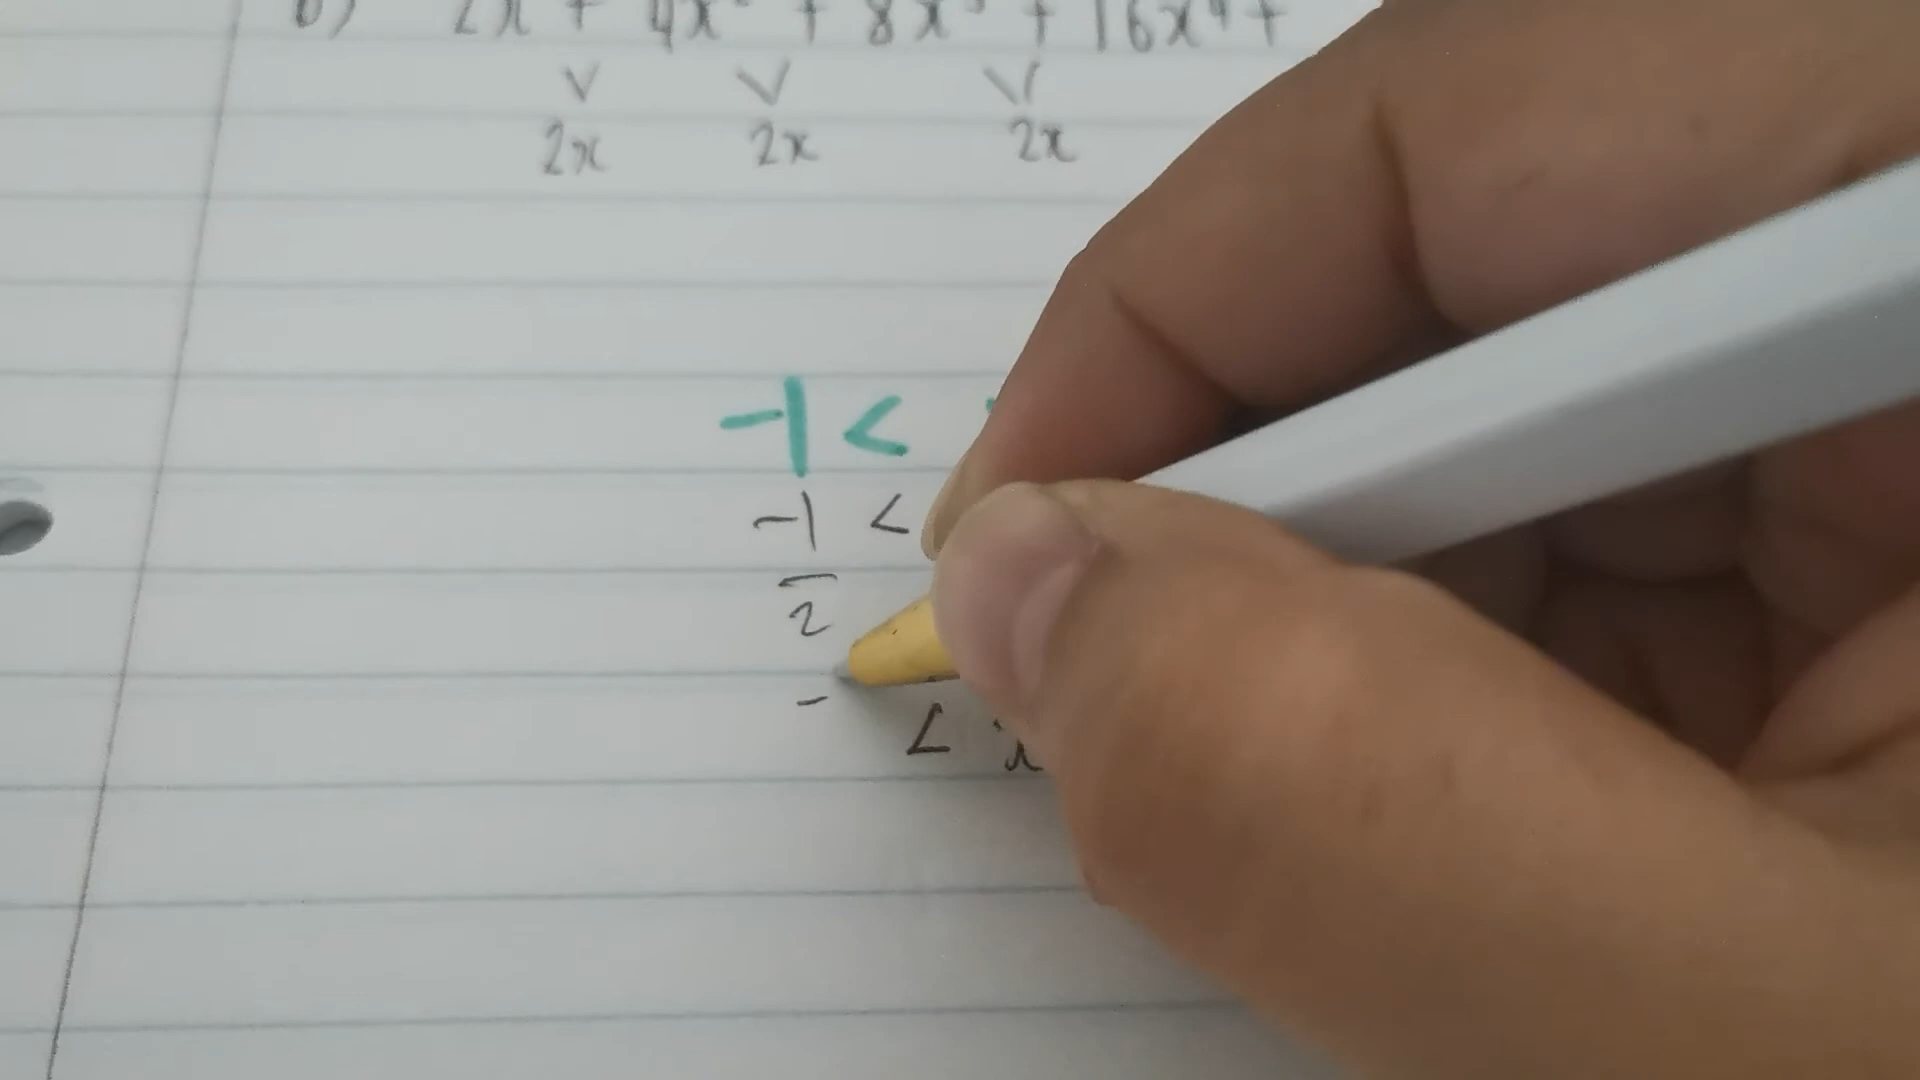 b) 2x + 4x² + 8x³ + 16x⁴ +
2x 2x 2x
-1 <
-1 <
2
- < x